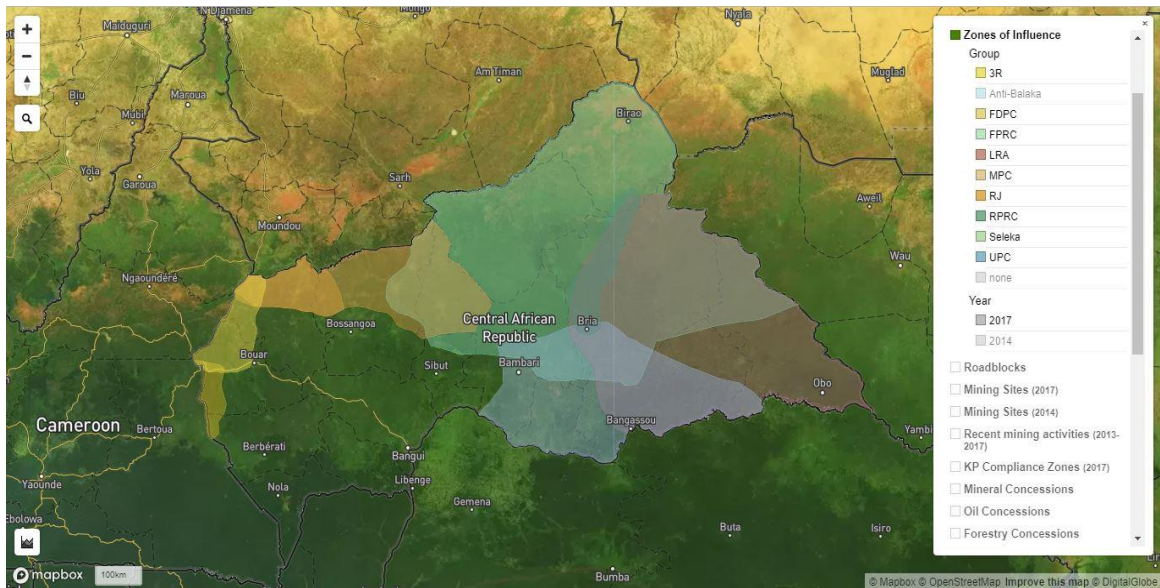 N'Djamena
Maiduguri
Mongo
Nyala
Biu
Maroua
Am Timan
Muglad
Mubi
Birao
Yola
Garoua
Sarh
Aweil
Moundou
Wau
Ngaoundéré
Bossangoa
Central African
Republic
Bria
Bouar
Sibut
Bambari
Obo
Cameroon
Bertoua
Bangassou
Yambi
Berbérati
Bangui
Yaounde
Nola
Libenge
Gemena
Ebolowa
Buta
Isiro
Bumba
mapbox
100km
© Mapbox © OpenStreetMap Improve this map © DigitalGlobe
×
Zones of Influence
Group
3R
Anti-Balaka
FDPC
FPRC
LRA
MPC
RJ
RPRC
Seleka
UPC
none
Year
2017
2014
Roadblocks
Mining Sites (2017)
Mining Sites (2014)
Recent mining activities (2013-
2017)
KP Compliance Zones (2017)
Mineral Concessions
Oil Concessions
Forestry Concessions